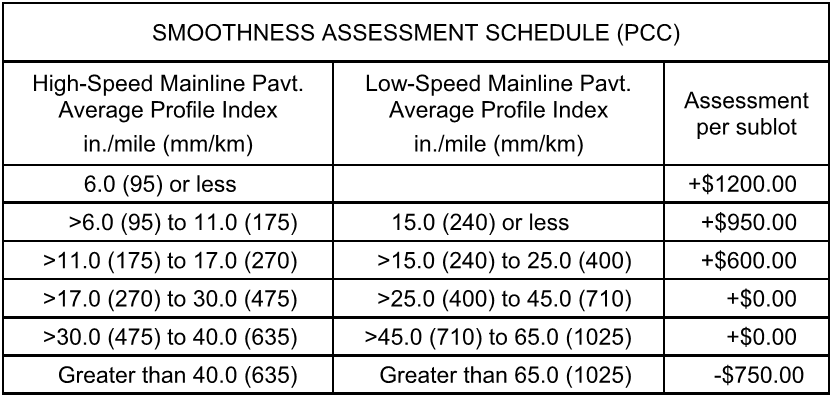 SMOOTHNESS ASSESSMENT SCHEDULE (PCC)
High-Speed Mainline Pavt.
Average Profile Index
in./mile (mm/km)
Low-Speed Mainline Pavt.
Average Profile Index
in./mile (mm/km)
Assessment
per sublot
6.0 (95) or less +$1200.00
>6.0 (95) to 11.0 (175) 15.0 (240) or less +$950.00
>11.0 (175) to 17.0 (270) >15.0 (240) to 25.0 (400) +$600.00
>17.0 (270) to 30.0 (475) >25.0 (400) to 45.0 (710) +$0.00
>30.0 (475) to 40.0 (635) >45.0 (710) to 65.0 (1025) +$0.00
Greater than 40.0 (635) Greater than 65.0 (1025) -$750.00